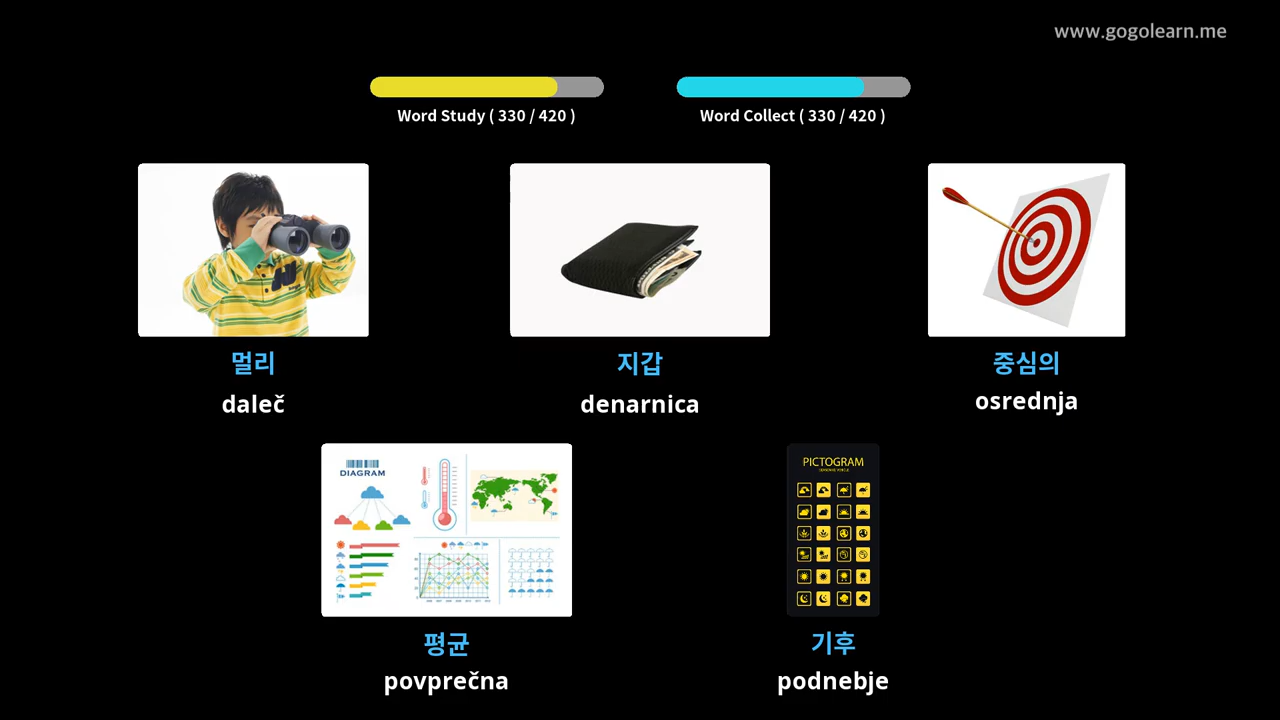 www.gogolearn.me
Word Study ( 330 / 420 )
Word Collect ( 330 / 420 )
멀리
daleč
지갑
denarnica
중심의
osrednja
DIAGRAM
평균
povprečna
PICTOGRAM
기후
podnebje